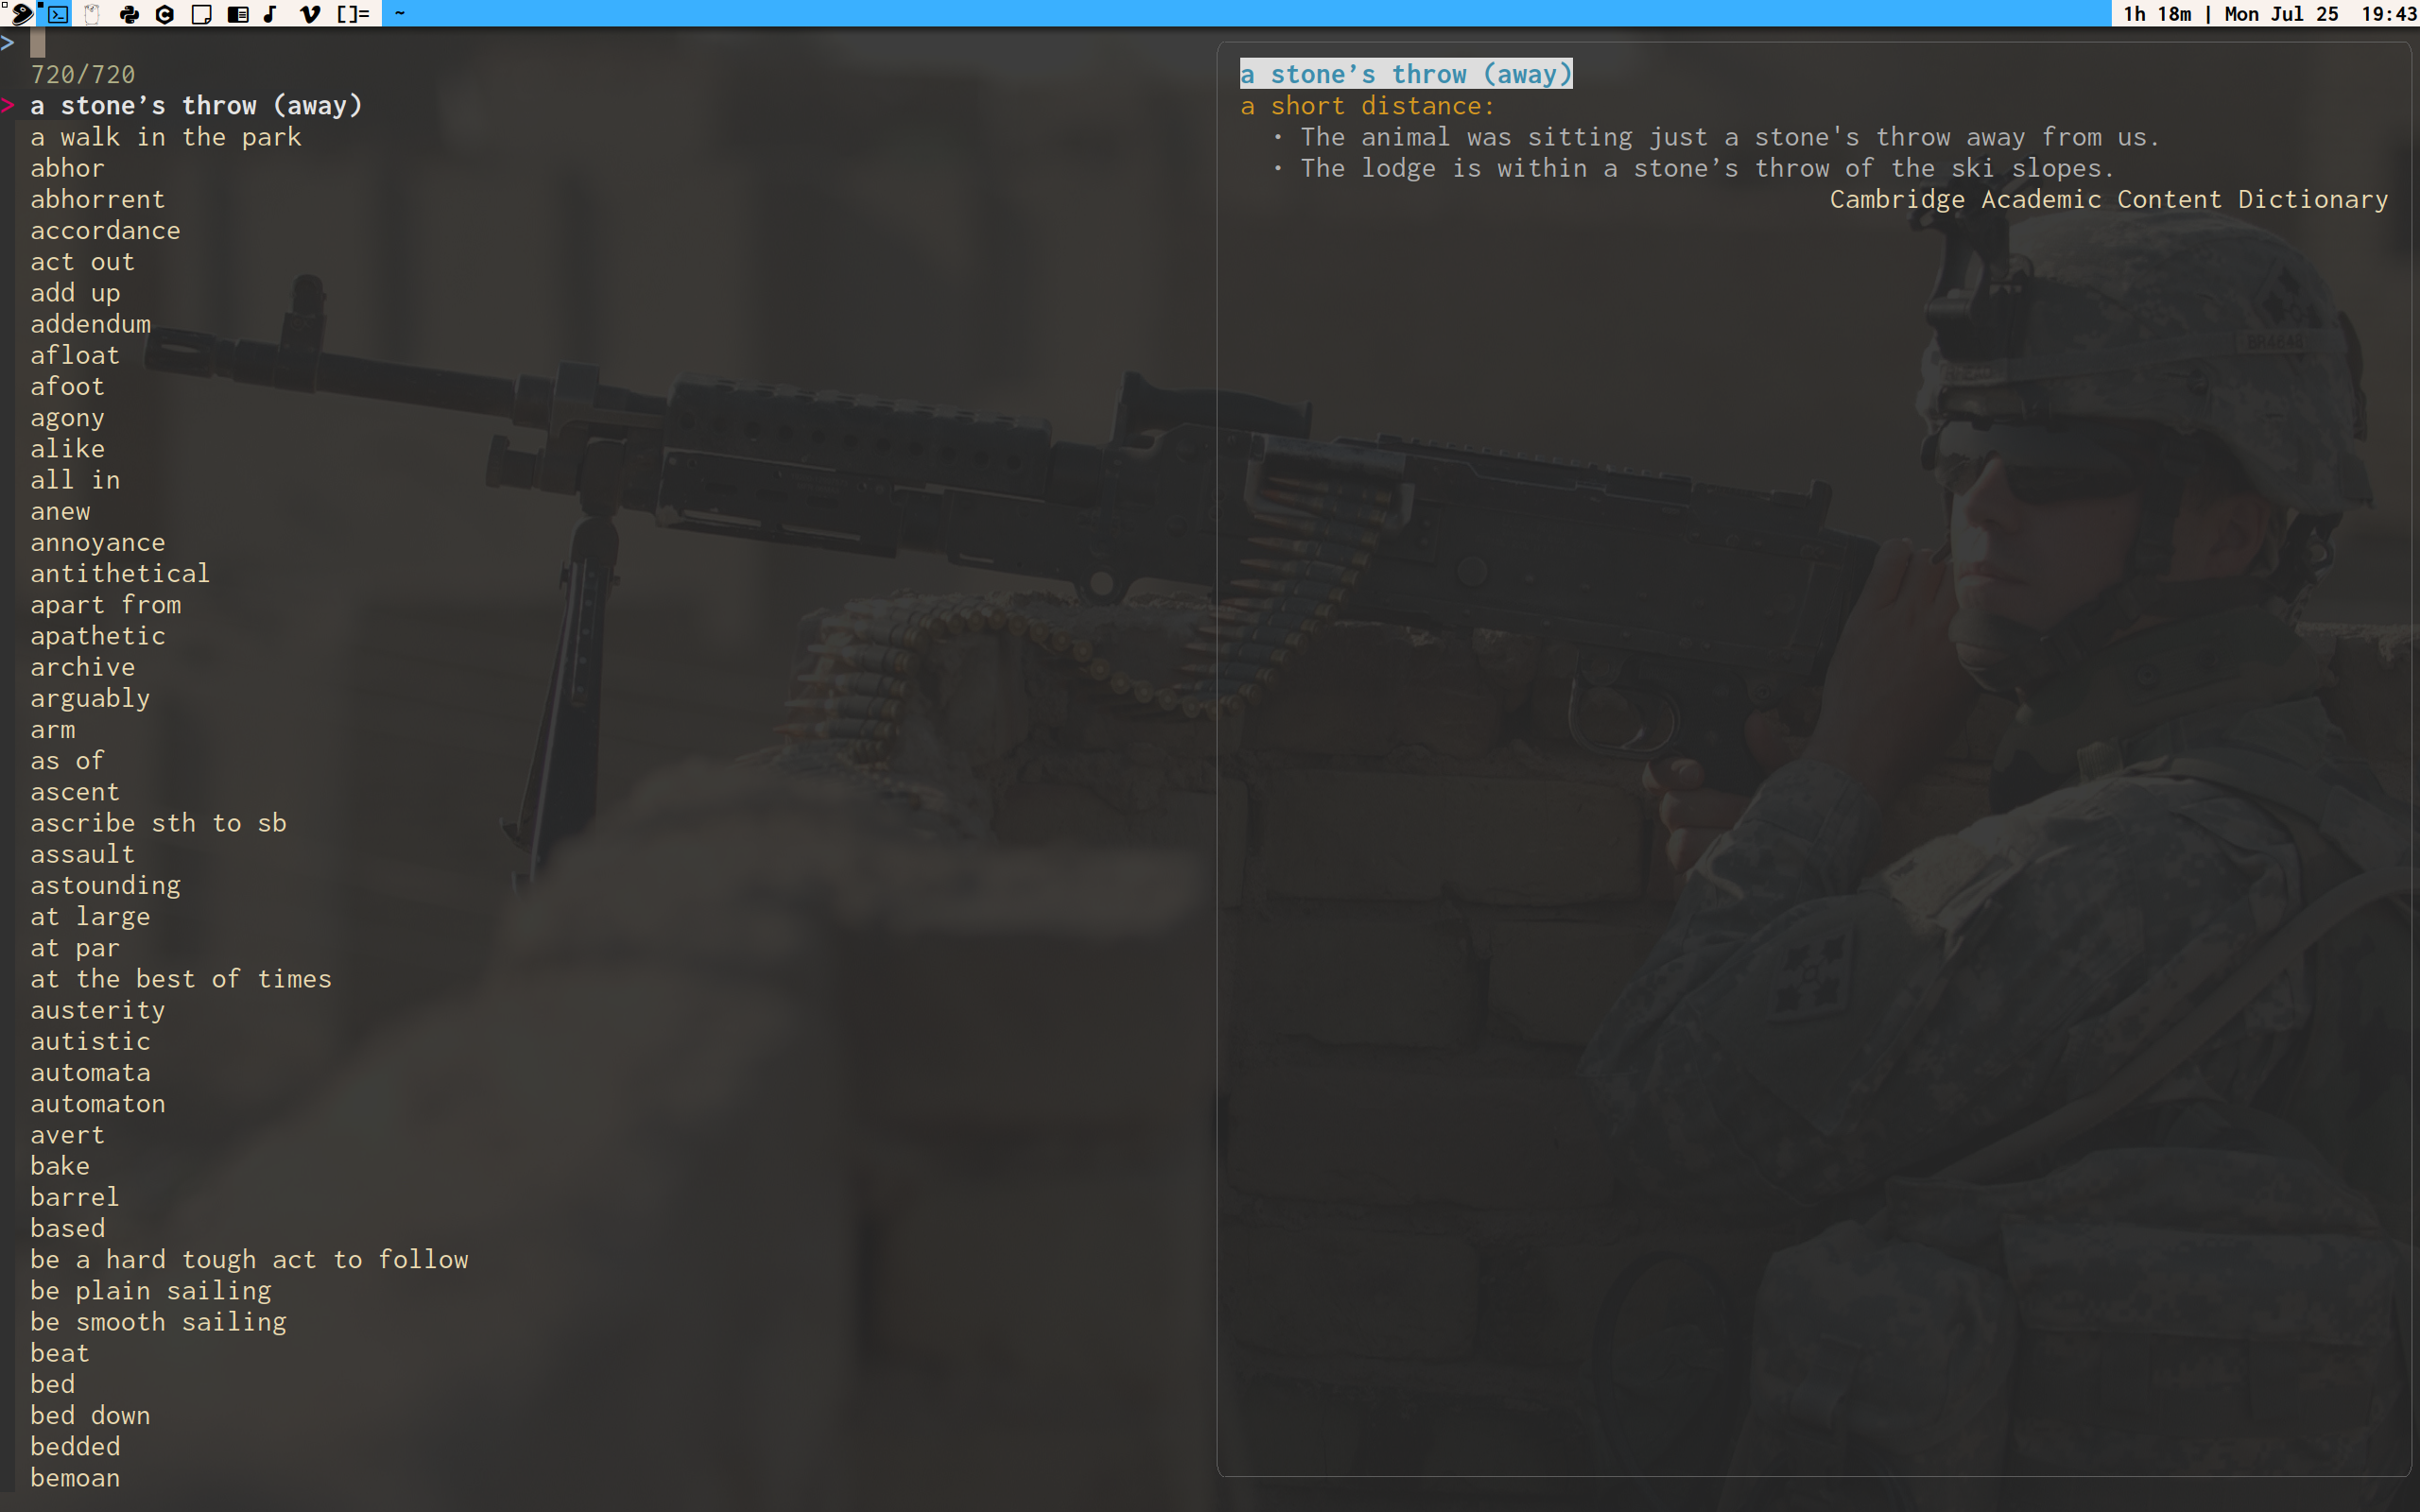 []= ~ 1h 18m | Mon Jul 25 19:43
>
720/720
> a stone’s throw (away)
a walk in the park
abhor
abhorrent
accordance
act out
add up
addendum
afloat
afoot
agony
alike
all in
anew
annoyance
antithetical
apart from
apathetic
archive
arguably
arm
as of
ascent
ascribe sth to sb
assault
astounding
at large
at par
at the best of times
austerity
autistic
automata
automaton
avert
bake
barrel
based
be a hard tough act to follow
be plain sailing
be smooth sailing
beat
bed
bed down
bedded
bemoan
a stone’s throw (away)
a short distance:
• The animal was sitting just a stone's throw away from us.
• The lodge is within a stone’s throw of the ski slopes.
Cambridge Academic Content Dictionary